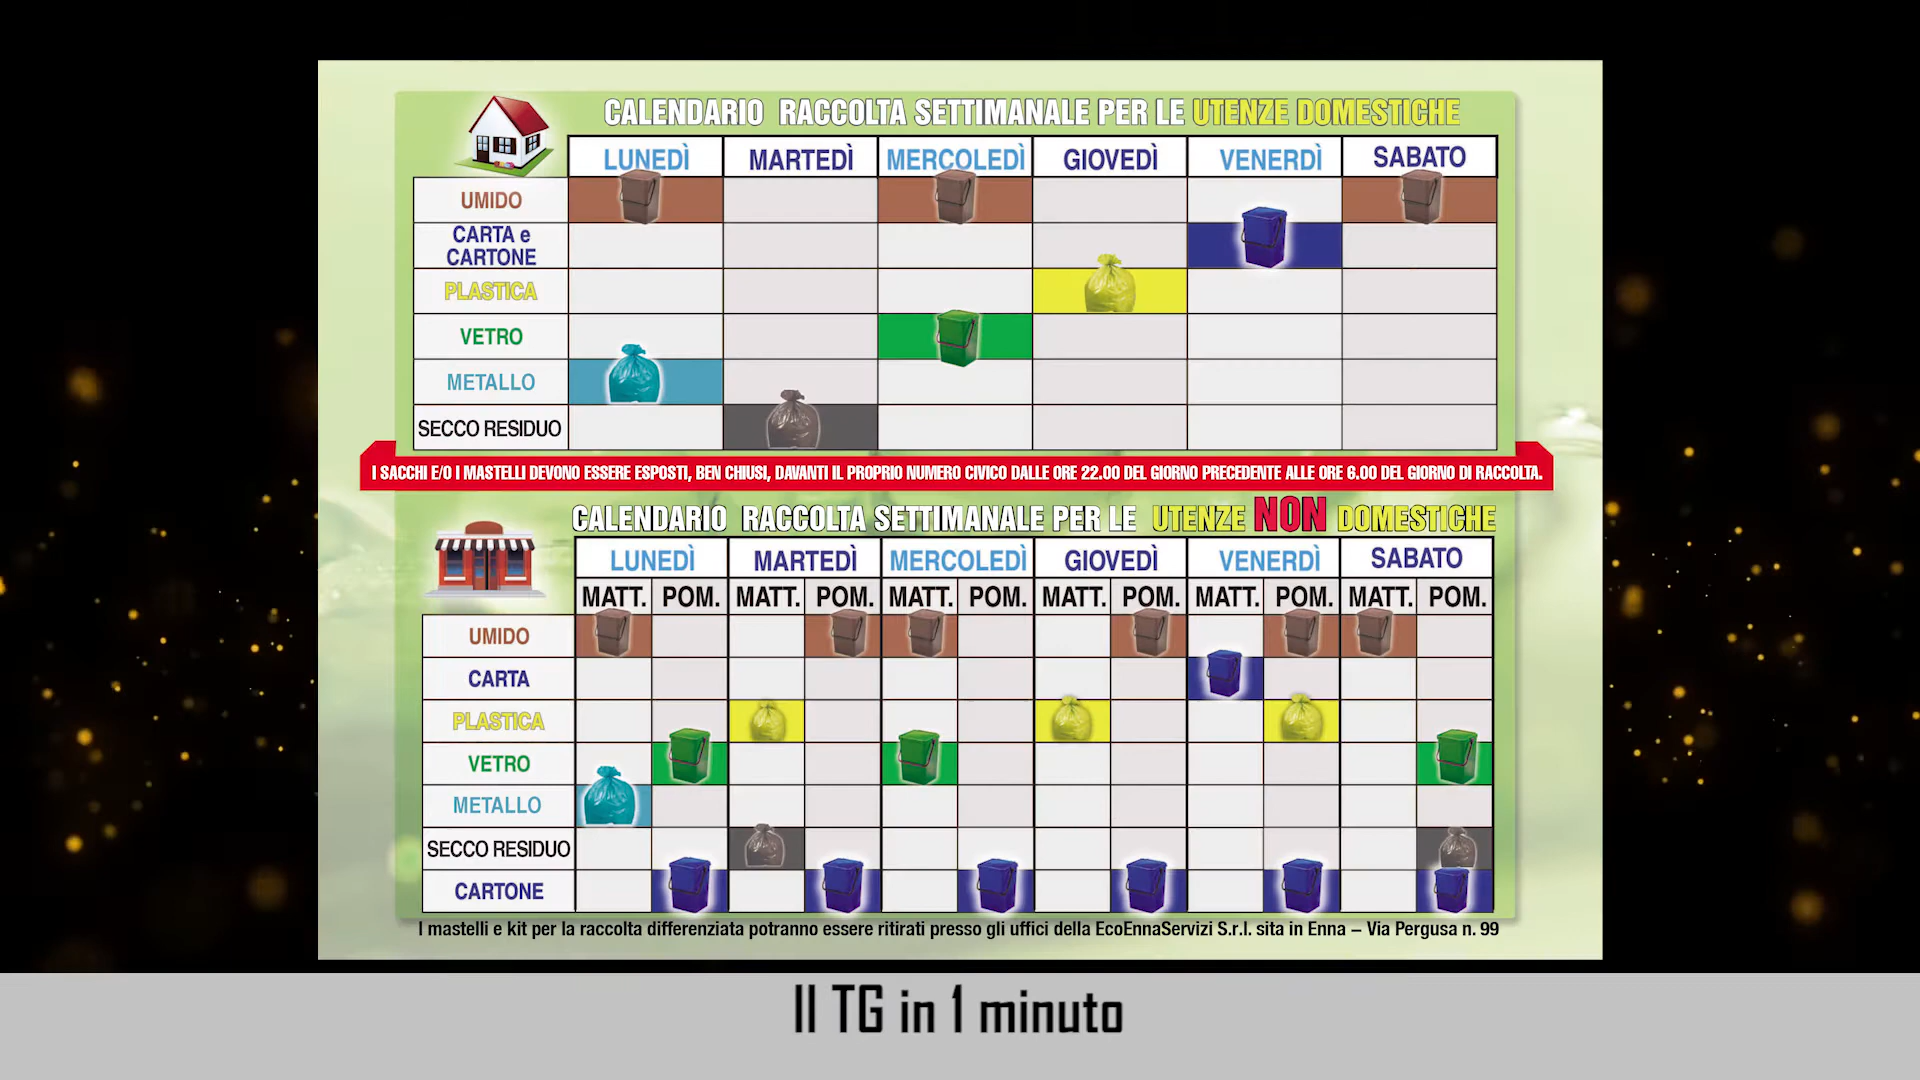 CALENDARIO RACCOLTA SETTIMANALE PER LE UTENZE DOMESTICHE
LUNEDÌ MARTEDÌ MERCOLEDÌ GIOVEDÌ VENERDÌ SABATO
UMIDO
CARTA e
CARTONE
PLASTICA
VETRO
METALLO
SECCO RESIDUO
I SACCHI E/O I MASTELLI DEVONO ESSERE ESPOSTI, BEN CHIUSI, DAVANTI IL PROPRIO NUMERO CIVICO DALLE ORE 22.00 DEL GIORNO PRECEDENTE ALLE ORE 6.00 DEL GIORNO DI RACCOLTA.
CALENDARIO RACCOLTA SETTIMANALE PER LE UTENZE NON DOMESTICHE
LUNEDÌ MARTEDÌ MERCOLEDÌ GIOVEDÌ VENERDÌ SABATO
MATT. POM. MATT. POM. MATT. POM. MATT. POM. MATT. POM. MATT. POM.
UMIDO
CARTA
PLASTICA
VETRO
METALLO
SECCO RESIDUO
CARTONE
I mastelli e kit per la raccolta differenziata potranno essere ritirati presso gli uffici della EcoEnnaServizi S.r.l. sita in Enna – Via Pergusa n. 99
Il TG in 1 minuto